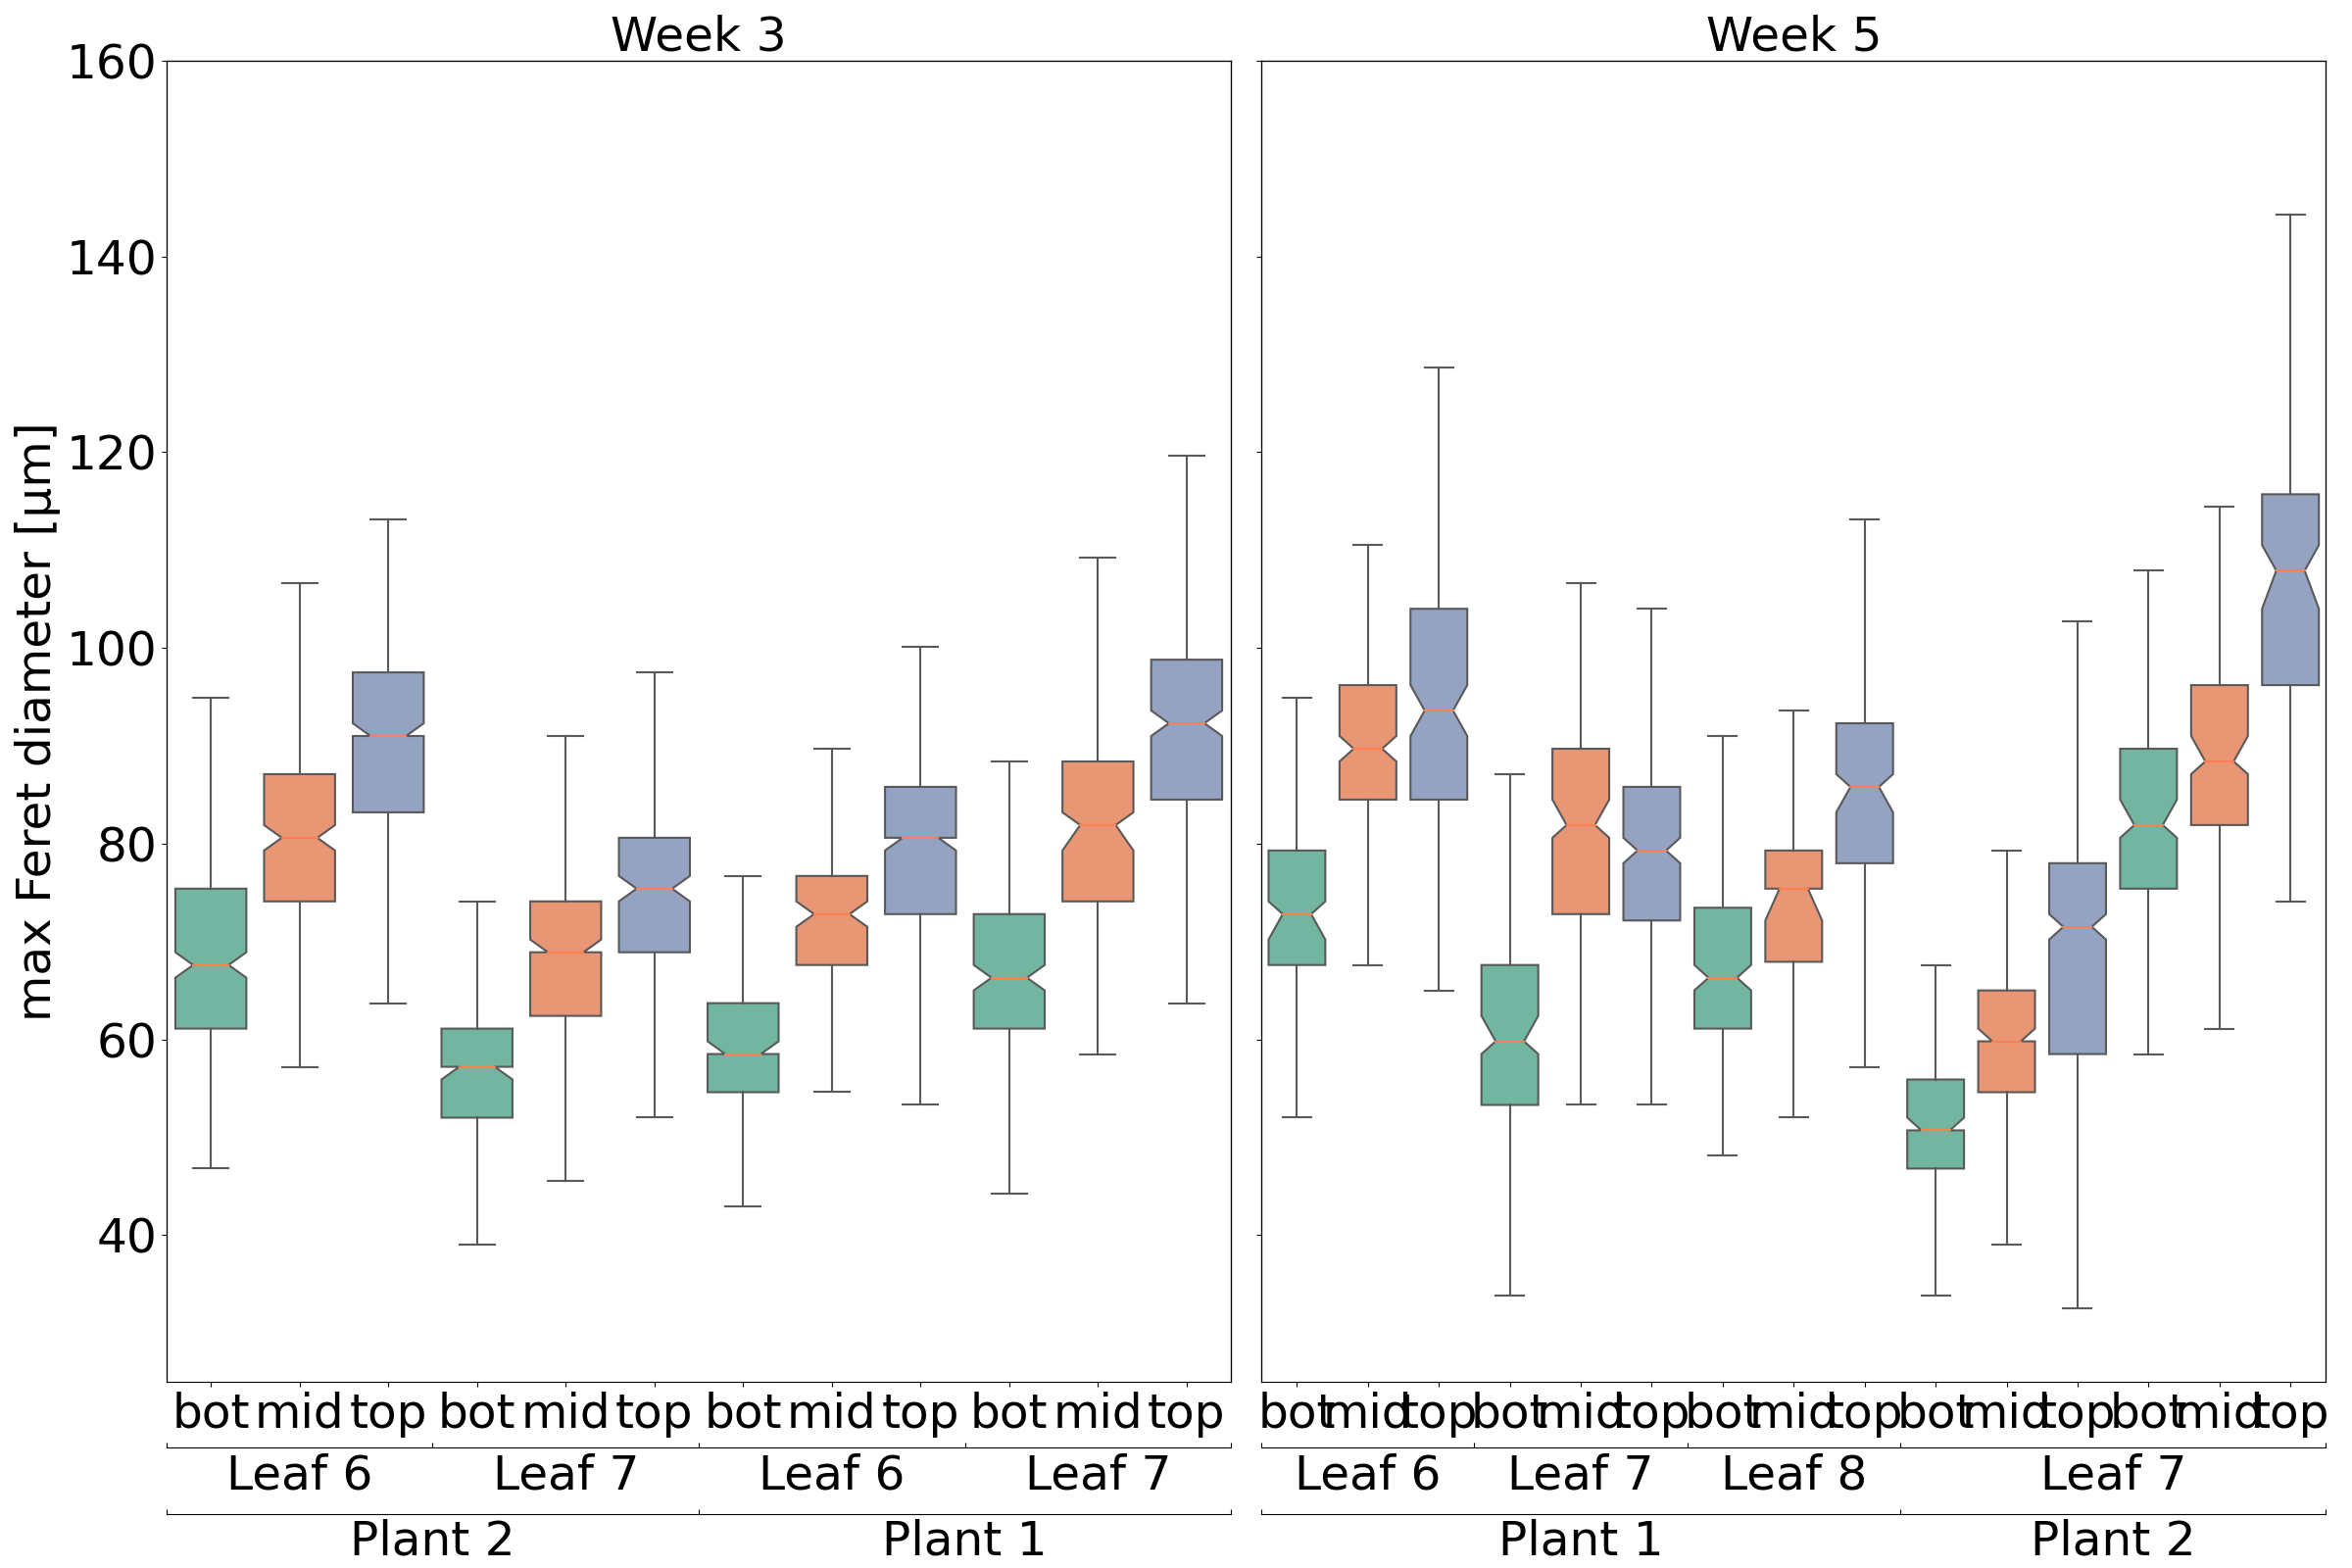 Week 3
Week 5
max Feret diameter [µm]
160
140
120
100
80
60
40
bot mid top bot mid top bot mid top bot mid top
bot mid top bot mid top bot mid top bot mid top bot mid top
Leaf 6 Leaf 7 Leaf 6 Leaf 7
Leaf 6 Leaf 7 Leaf 8 Leaf 7
Plant 2 Plant 1
Plant 1 Plant 2